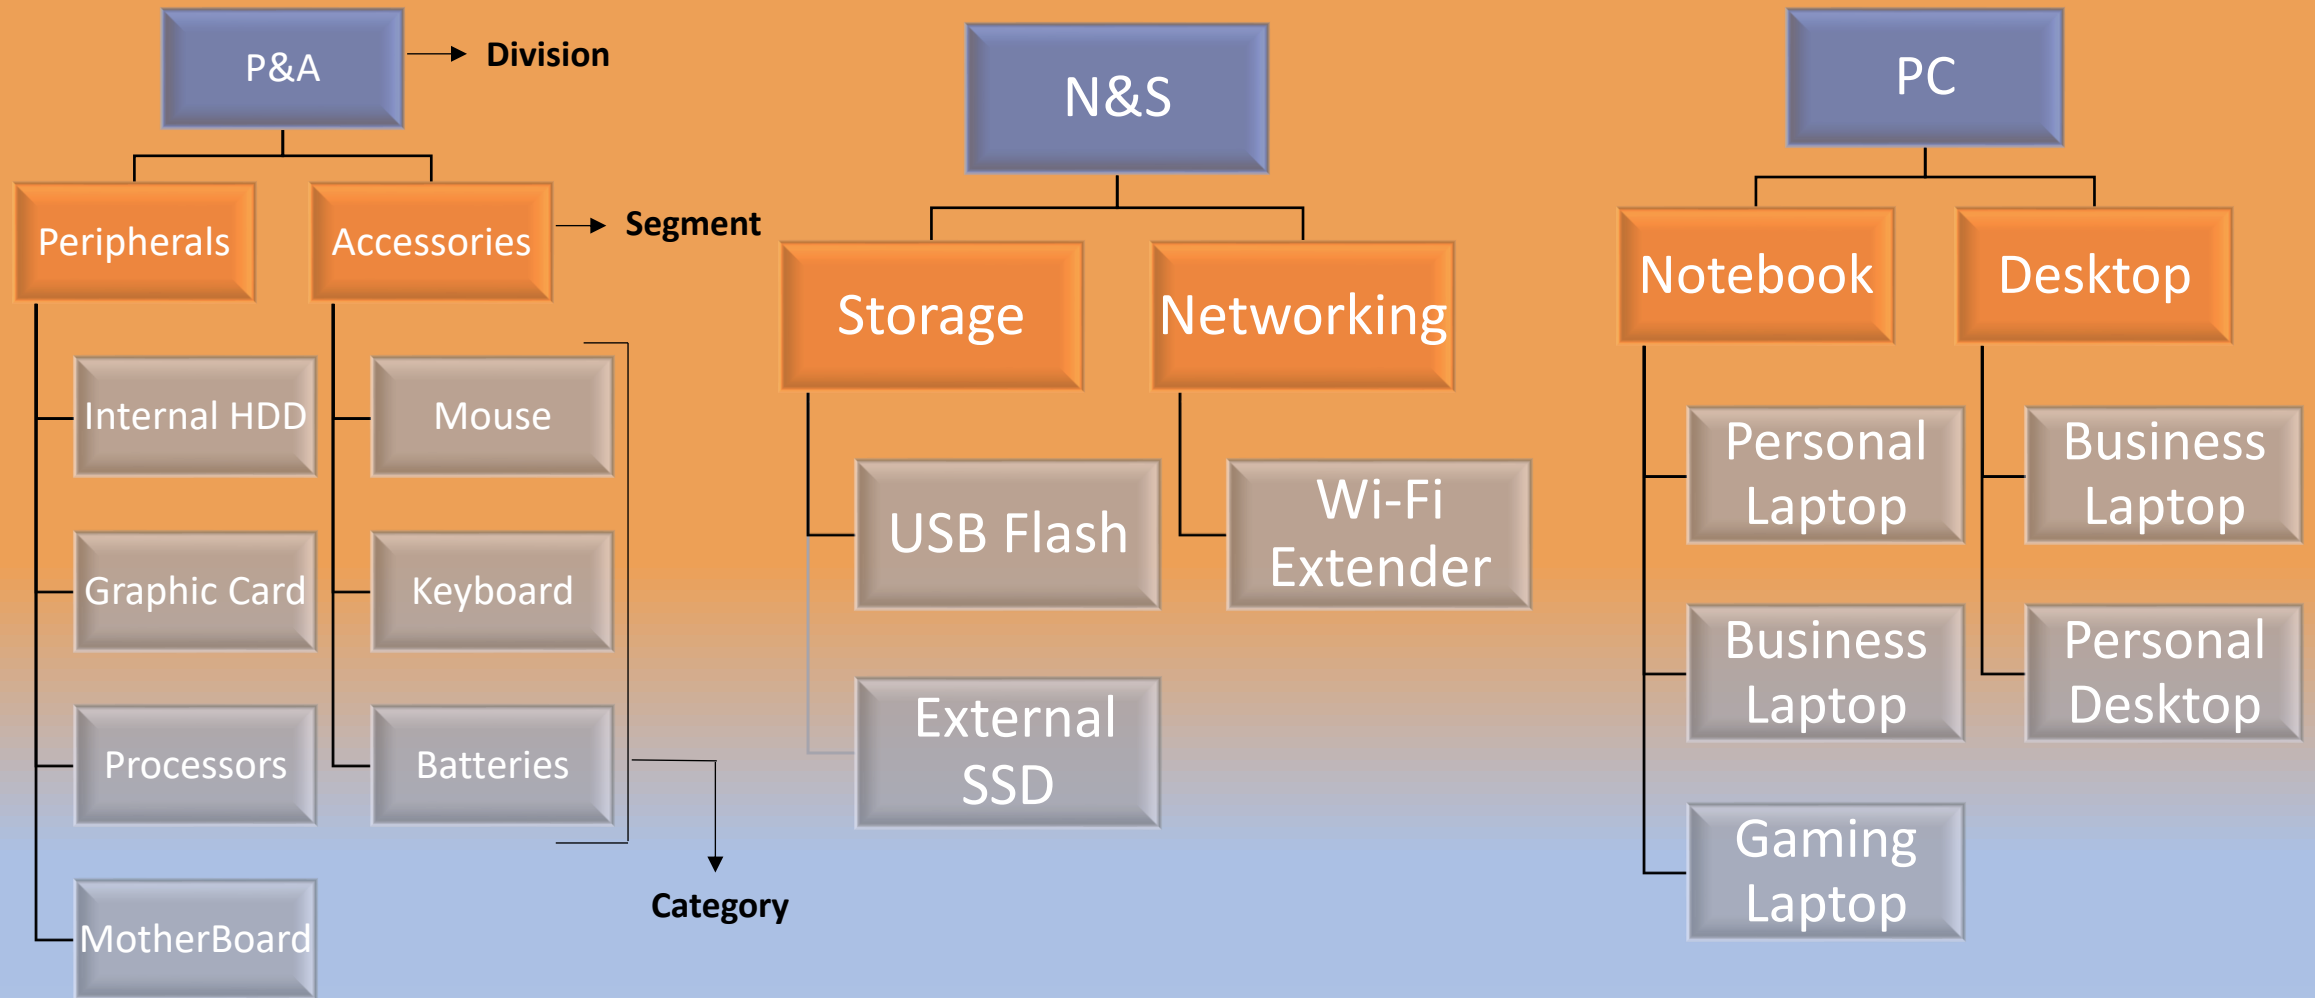 P&A
Division
Peripherals
Accessories
Segment
Internal HDD
Mouse
Graphic Card
Keyboard
Processors
Batteries
MotherBoard
Category
N&S
Storage
Networking
USB Flash
Wi-Fi
Extender
External
SSD
PC
Notebook
Desktop
Personal
Laptop
Business
Laptop
Business
Laptop
Personal
Desktop
Gaming
Laptop